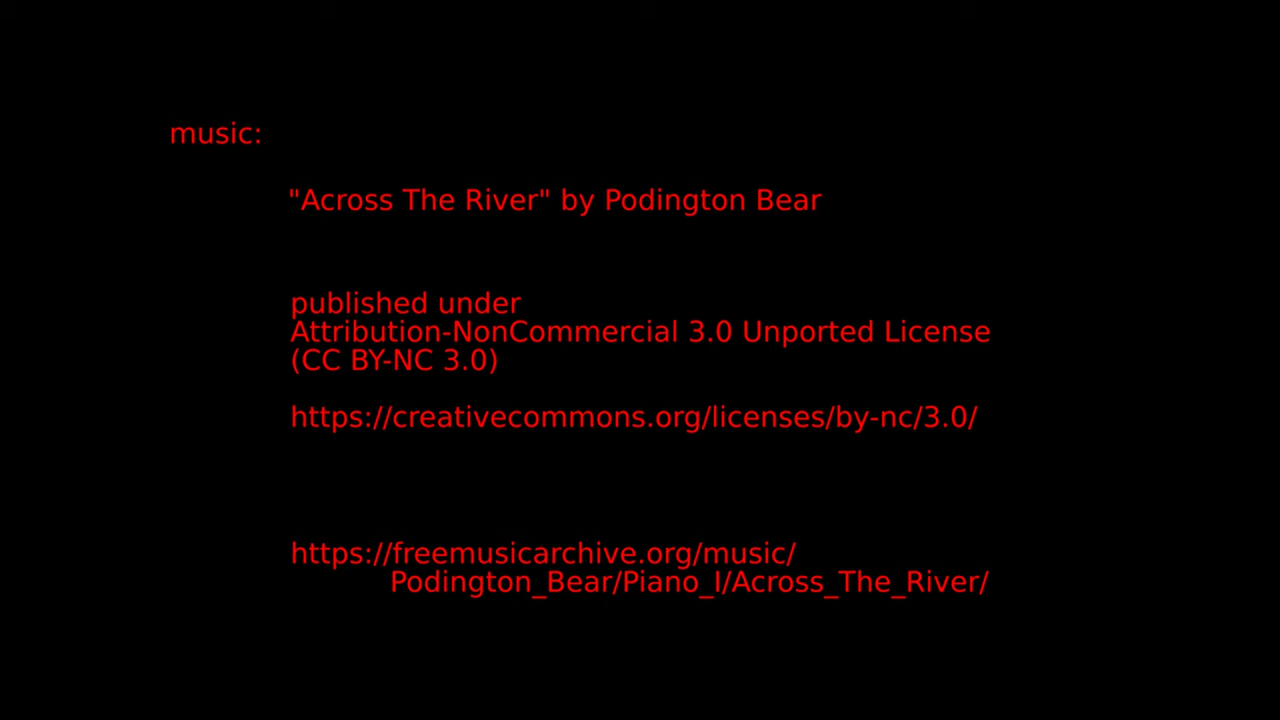 music:
"Across The River" by Podington Bear
published under
Attribution-NonCommercial 3.0 Unported License
(CC BY-NC 3.0)
https://creativecommons.org/licenses/by-nc/3.0/
https://freemusicarchive.org/music/
Podington_Bear/Piano_I/Across_The_River/